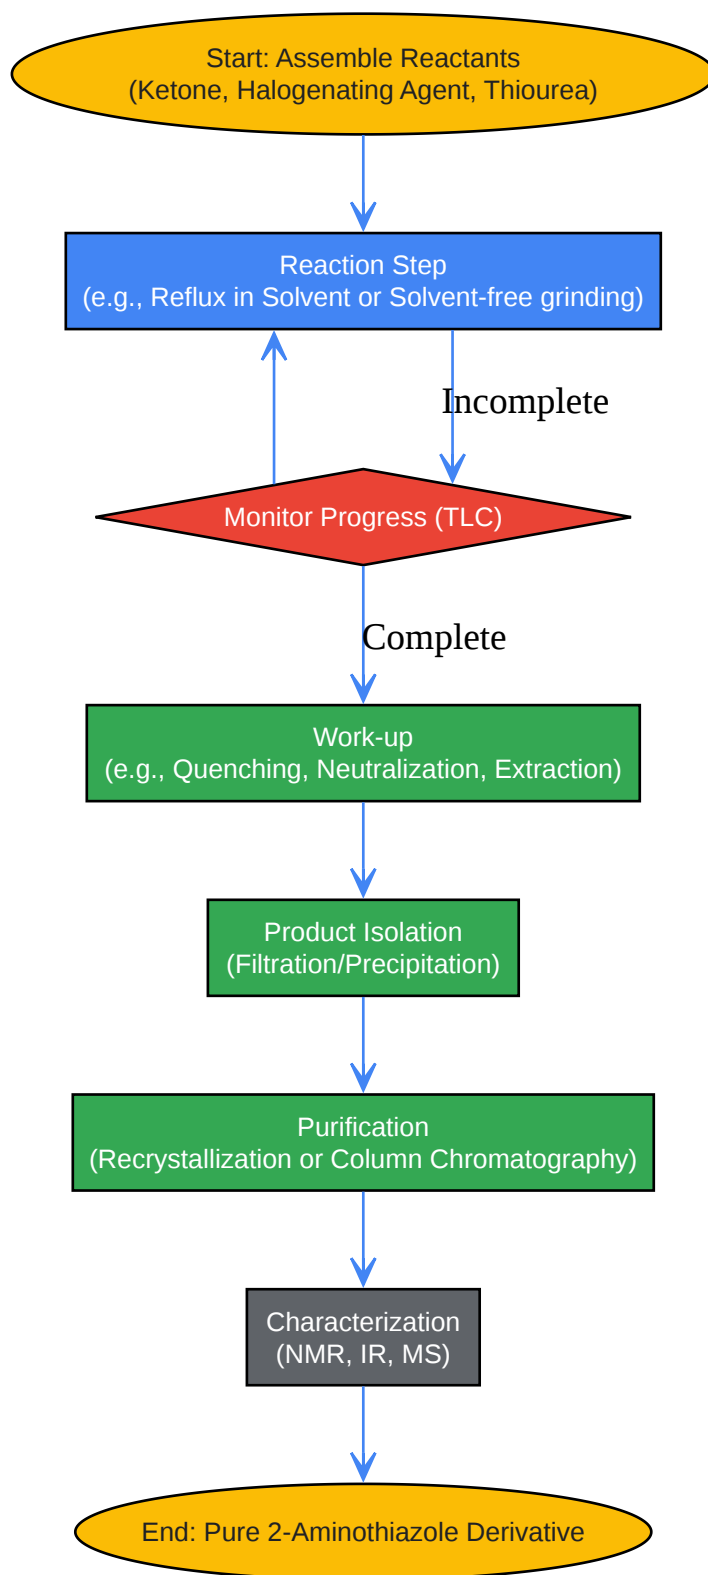 Start: Assemble Reactants
(Ketone, Halogenating Agent, Thiourea)
Reaction Step
(e.g., Reflux in Solvent or Solvent-free grinding)
Incomplete
Monitor Progress (TLC)
Complete
Work-up
(e.g., Quenching, Neutralization, Extraction)
Product Isolation
(Filtration/Precipitation)
Purification
(Recrystallization or Column Chromatography)
Characterization
(NMR, IR, MS)
End: Pure 2-Aminothiazole Derivative